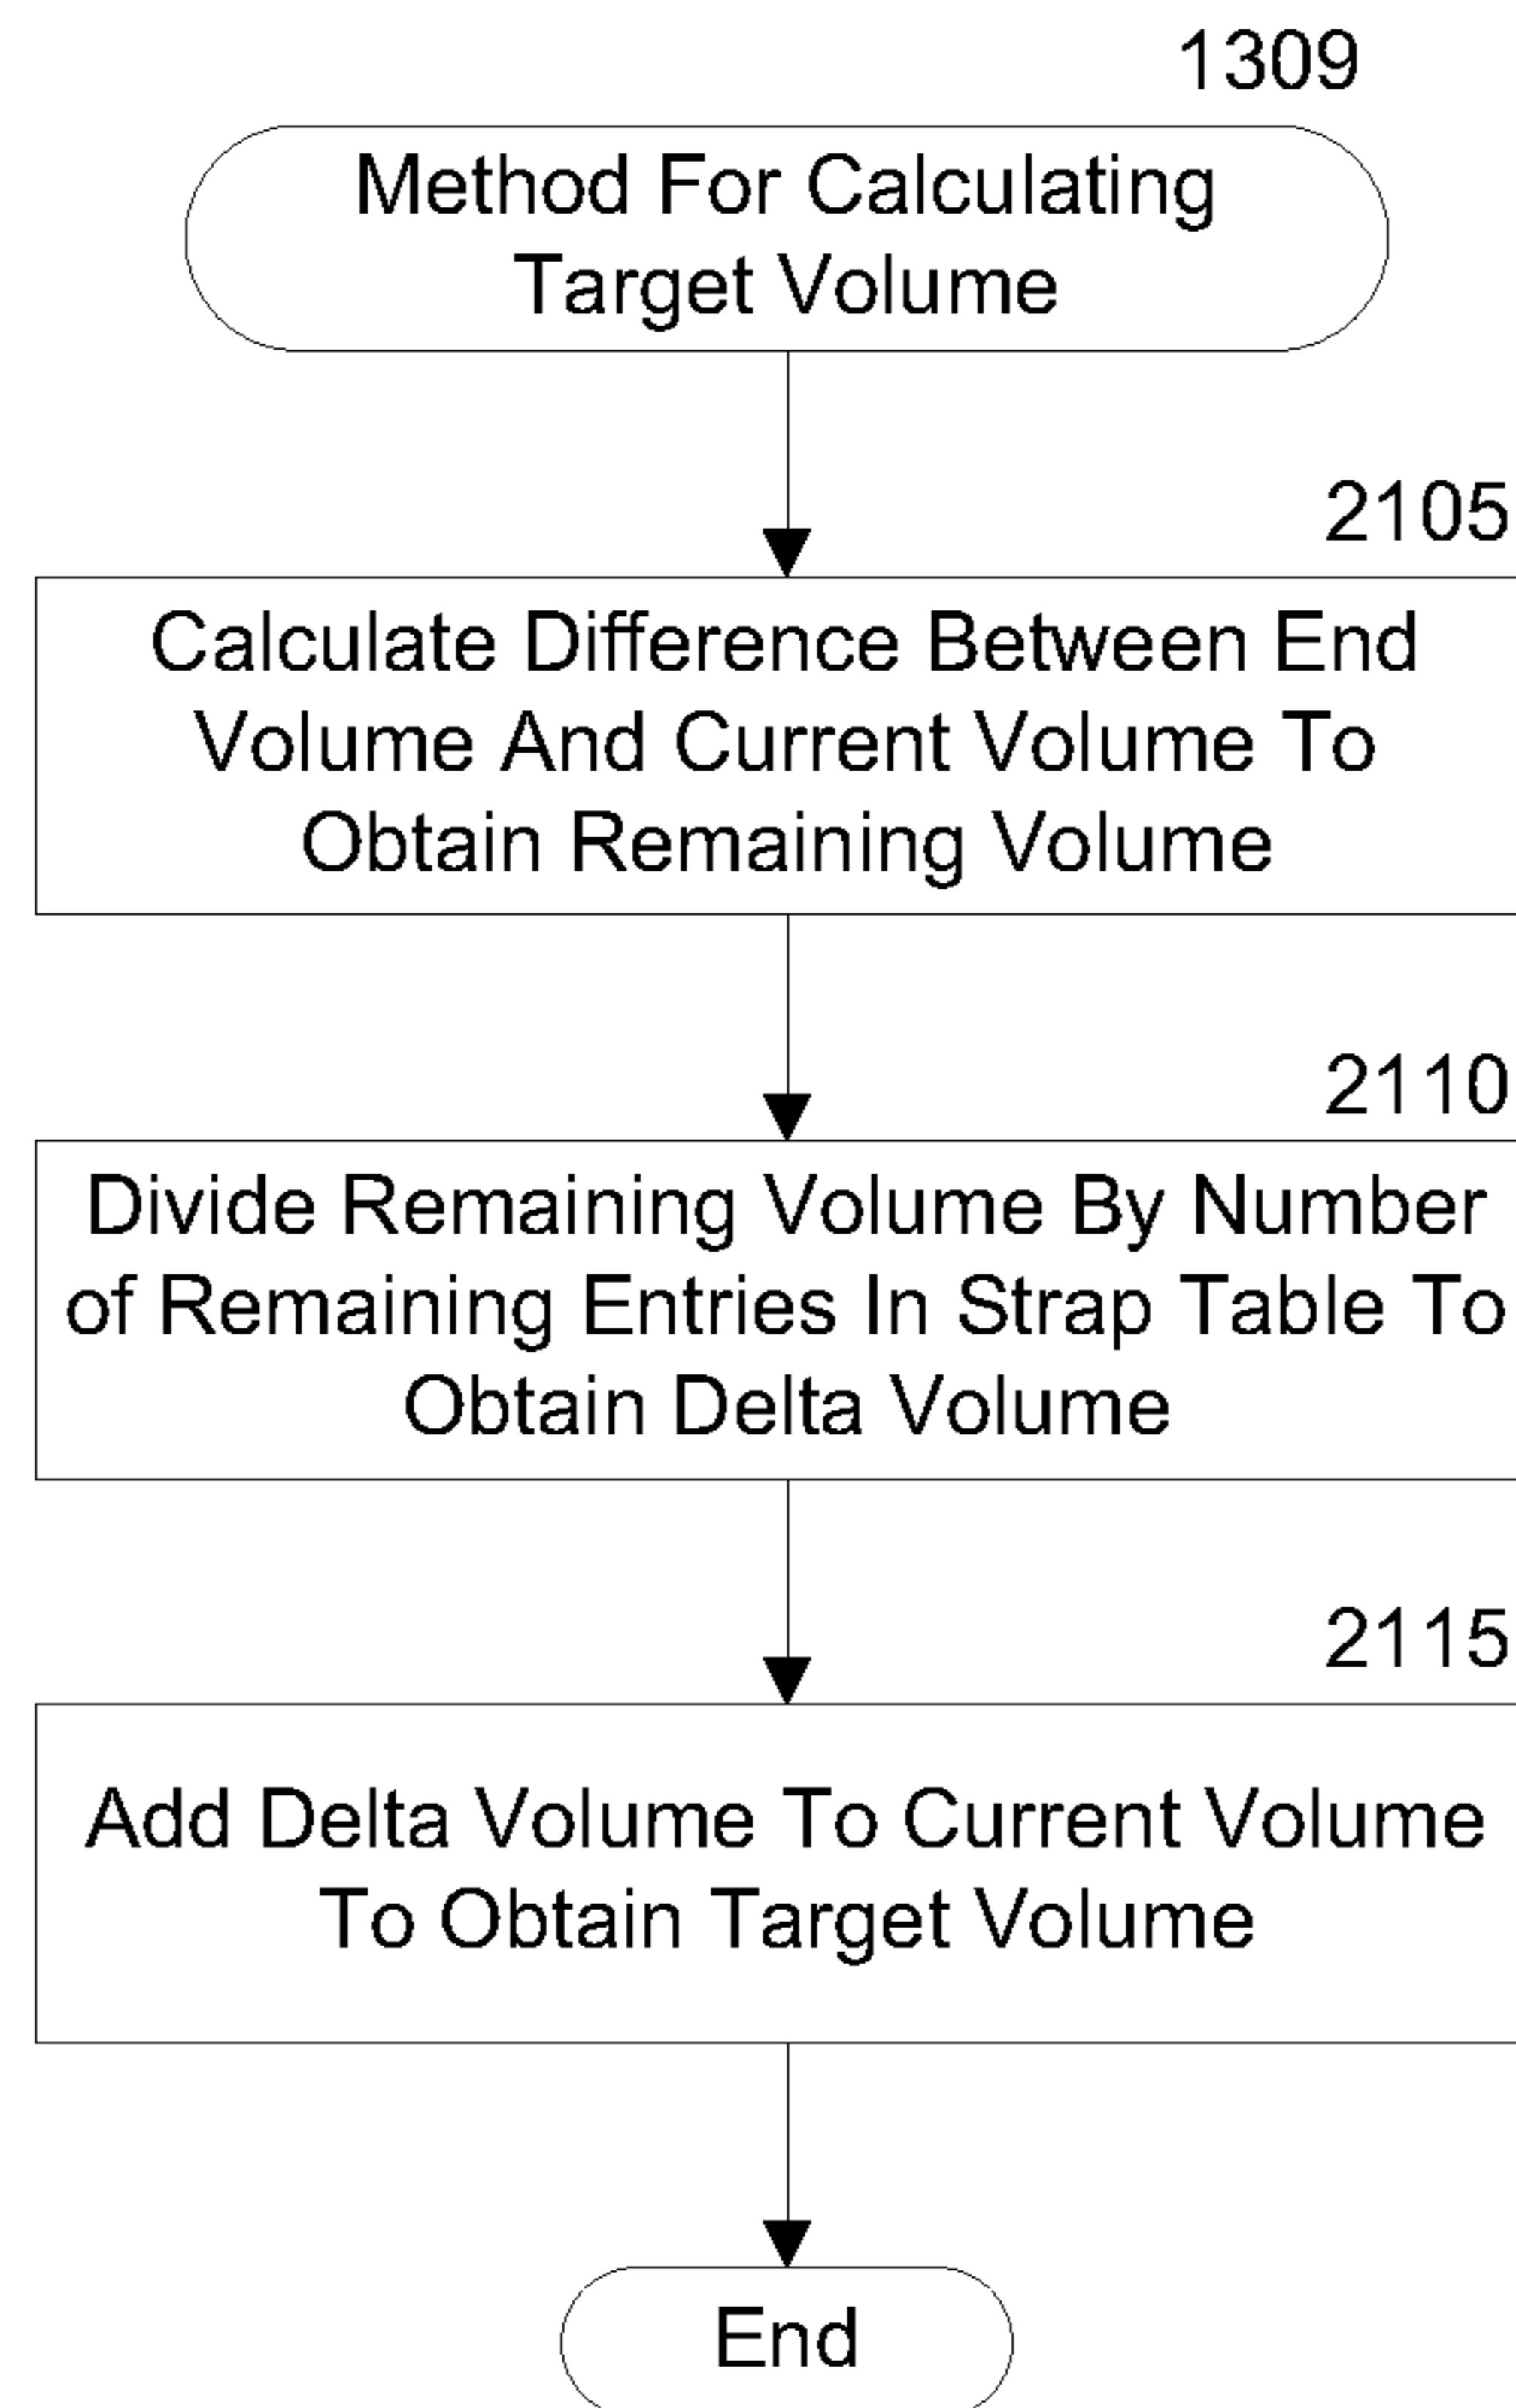 1309
Method For Calculating
Target Volume
2105
Calculate Difference Between End
Volume And Current Volume To
Obtain Remaining Volume
2110
Divide Remaining Volume By Number
of Remaining Entries In Strap Table To
Obtain Delta Volume
2115
Add Delta Volume To Current Volume
To Obtain Target Volume
End